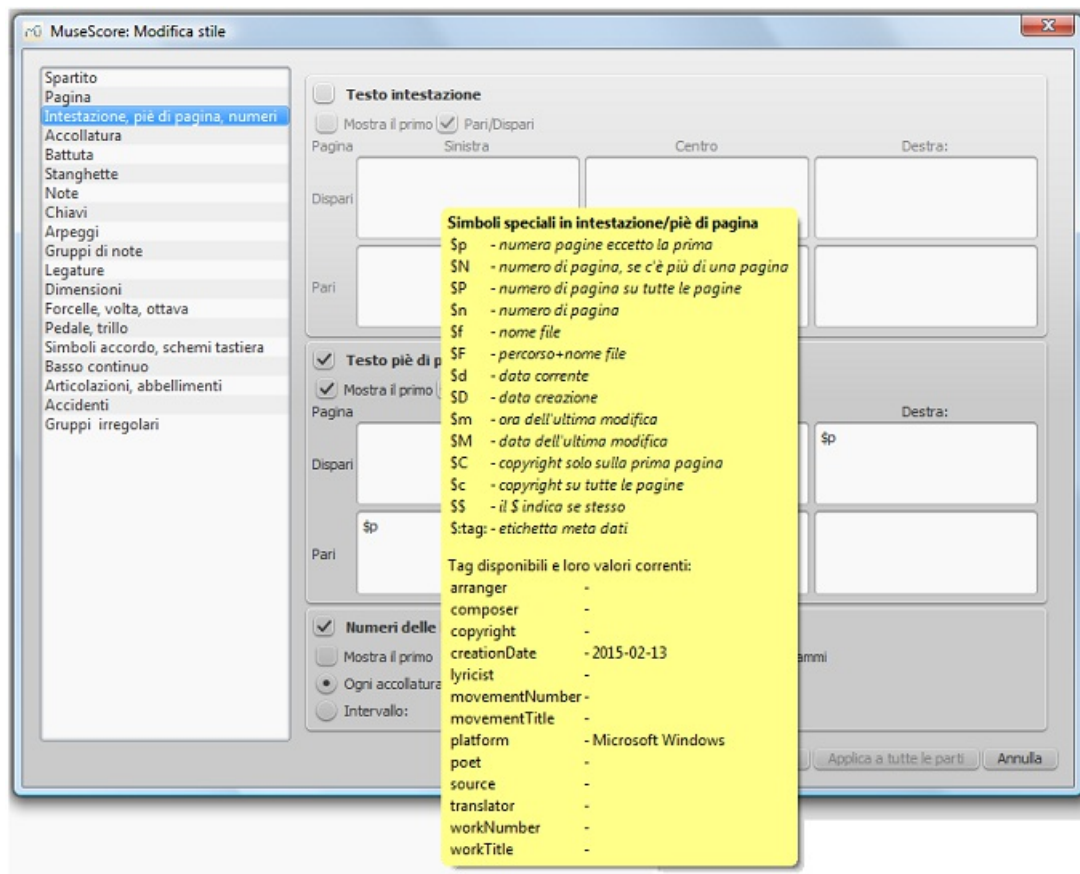 MuseScore: Modifica stile
Spartito
Pagina
Intestazione, piè di pagina, numeri
Accollatura
Battuta
Stanghette
Note
Chiavi
Arpeggi
Gruppi di note
Legature
Dimensioni
Forcelle, volta, ottava
Pedale, trillo
Simboli accordo, schemi tastiera
Basso continuo
Articolazioni, abbellimenti
Accidenti
Gruppi irregolari
Testo intestazione
Mostra il primo Pari/Dispari
Pagina Sinistra Centro Destra:
Dispari
Pari
Testo piè di p
Mostra il primo
Pagina Destra:
Dispari $p
Pari $p
Numeri delle
Mostra il primo
Ogni accollatura
Intervallo:
Simboli speciali in intestazione/piè di pagina
$p - numera pagine eccetto la prima
$N - numero di pagina, se c'è più di una pagina
$P - numero di pagina su tutte le pagine
$n - numero di pagina
$f - nome file
$F - percorso+nome file
$d - data corrente
$D - data creazione
$m - ora dell'ultima modifica
$M - data dell'ultima modifica
$C - copyright solo sulla prima pagina
$c - copyright su tutte le pagine
$$ - il $ indica se stesso
$:tag: - etichetta meta dati
Tag disponibili e loro valori correnti:
arranger -
composer -
copyright -
creationDate - 2015-02-13
lyricist -
movementNumber -
movementTitle -
platform - Microsoft Windows
poet -
source -
translator -
workNumber -
workTitle -
ammi
Applica a tutte le parti Annulla